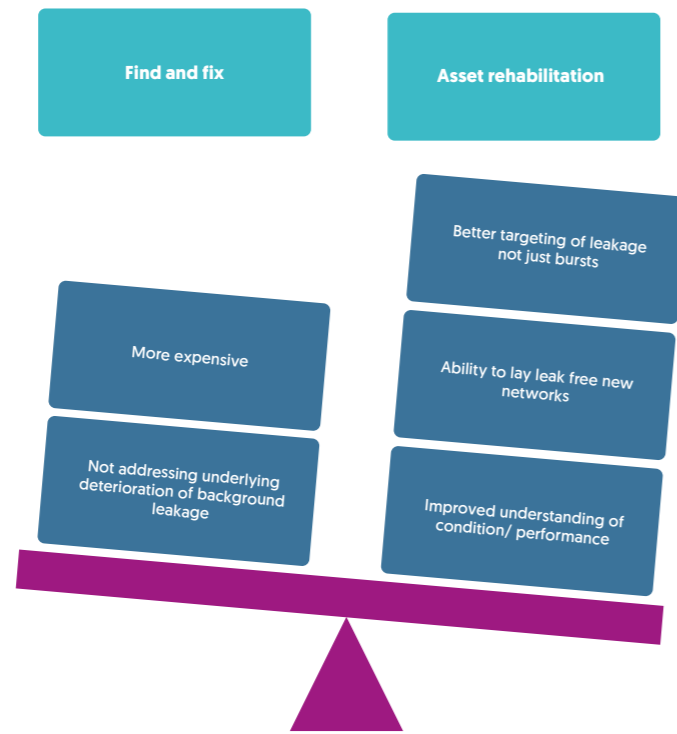 Find and fix
Asset rehabilitation
Better targeting of leakage
not just bursts
More expensive
Ability to lay leak free new
networks
Not addressing underlying
deterioration of background
leakage
Improved understanding of
condition/ performance